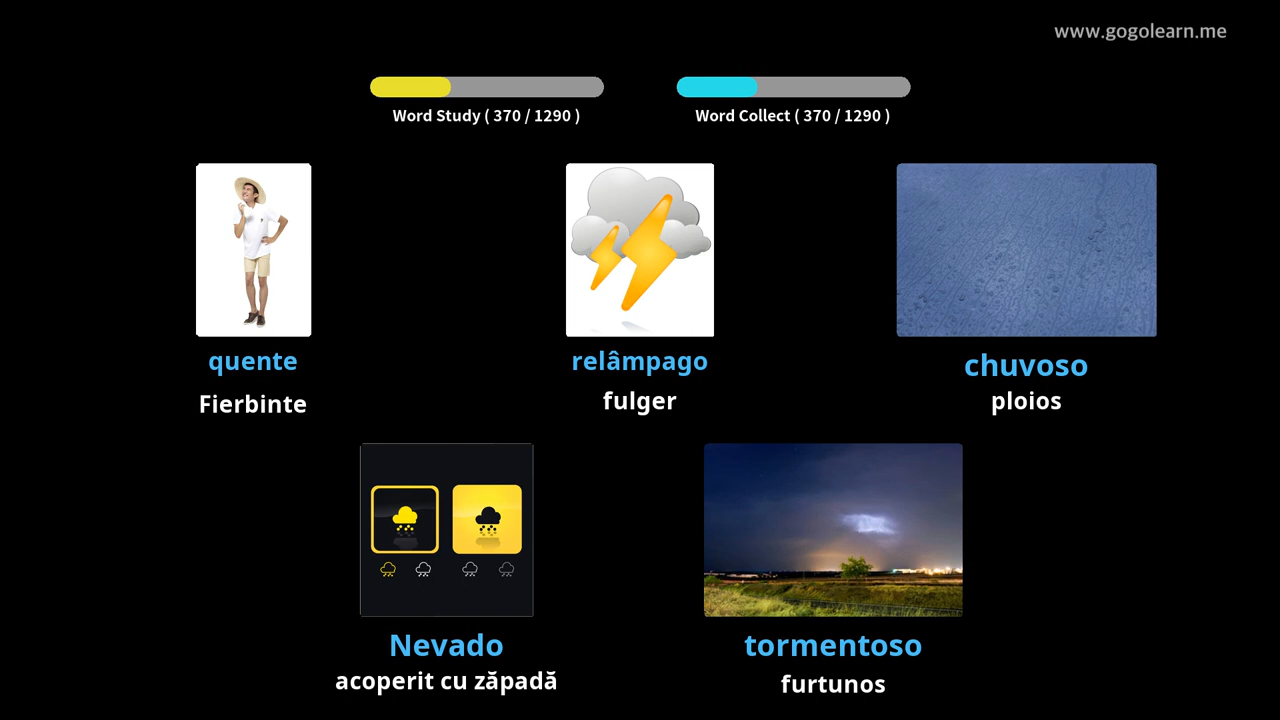 www.gogolearn.me
Word Study ( 370 / 1290 )
Word Collect ( 370 / 1290 )
quente
Fierbinte
relâmpago
fulger
chuvoso
ploios
Nevado
acoperit cu zăpadă
tormentoso
furtunos